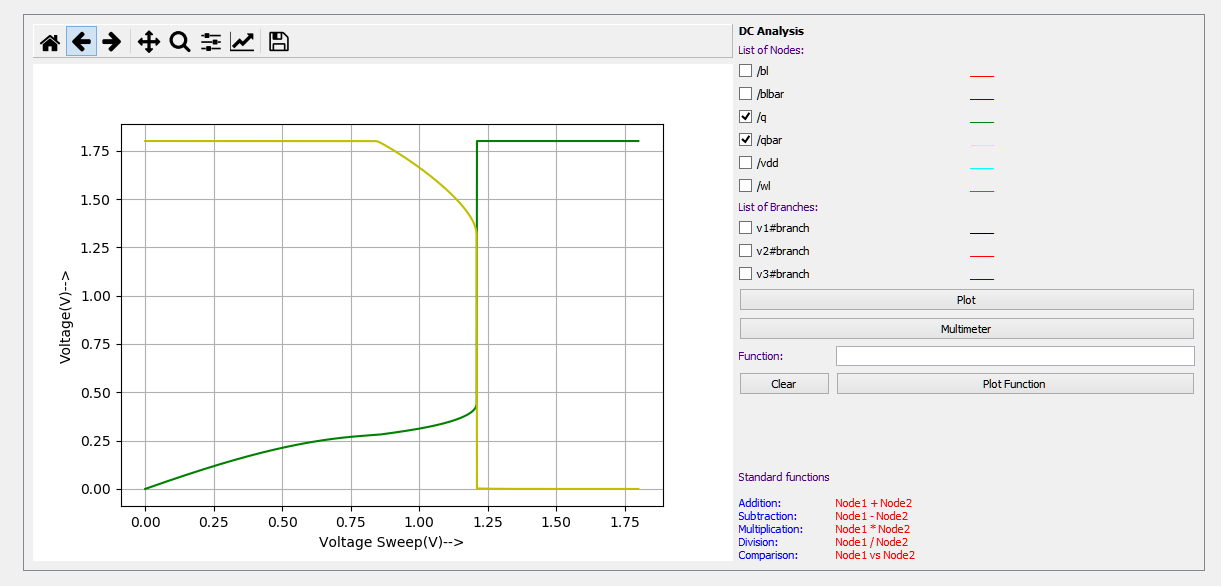 DC Analysis
List of Nodes:
/bl
/blbar
/q
/qbar
/vdd
/wl
List of Branches:
v1#branch
v2#branch
v3#branch
Plot
Multimeter
Function:
Clear Plot Function
Standard functions
Addition: Node1 + Node2
Subtraction: Node1 - Node2
Multiplication: Node1 * Node2
Division: Node1 / Node2
Comparison: Node1 vs Node2
Voltage(V)-->
1.75
1.50
1.25
1.00
0.75
0.50
0.25
0.00
0.00 0.25 0.50 0.75 1.00 1.25 1.50 1.75
Voltage Sweep(V)-->